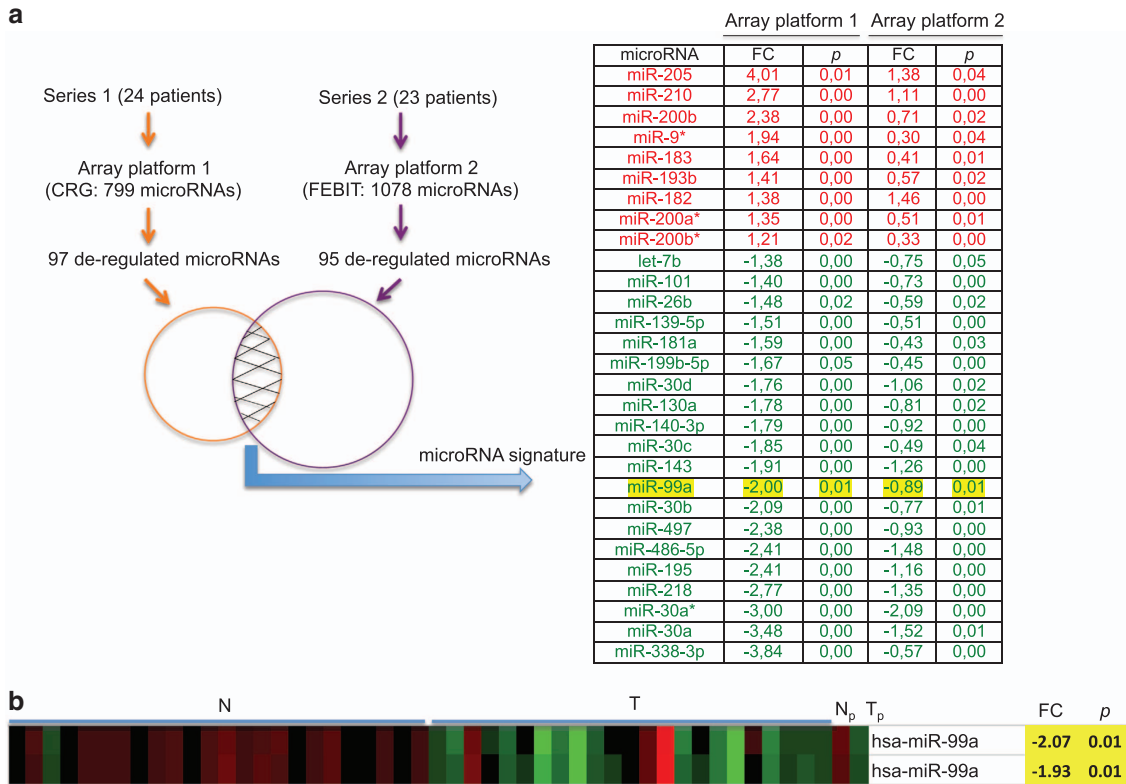 a
Array platform 1 Array platform 2
Series 1 (24 patients) Series 2 (23 patients)
Array platform 1 Array platform 2
(CRG: 799 microRNAs) (FEBIT: 1078 microRNAs)
97 de-regulated microRNAs 95 de-regulated microRNAs
microRNA signature
microRNA FC p FC p
miR-205 4,01 0,01 1,38 0,04
miR-210 2,77 0,00 1,11 0,00
miR-200b 2,38 0,00 0,71 0,02
miR-9* 1,94 0,00 0,30 0,04
miR-183 1,64 0,00 0,41 0,01
miR-193b 1,41 0,00 0,57 0,02
miR-182 1,38 0,00 1,46 0,00
miR-200a* 1,35 0,00 0,51 0,01
miR-200b* 1,21 0,02 0,33 0,00
let-7b -1,38 0,00 -0,75 0,05
miR-101 -1,40 0,00 -0,73 0,00
miR-26b -1,48 0,02 -0,59 0,02
miR-139-5p -1,51 0,00 -0,51 0,00
miR-181a -1,59 0,00 -0,43 0,03
miR-199b-5p -1,67 0,05 -0,45 0,00
miR-30d -1,76 0,00 -1,06 0,02
miR-130a -1,78 0,00 -0,81 0,02
miR-140-3p -1,79 0,00 -0,92 0,00
miR-30c -1,85 0,00 -0,49 0,04
miR-143 -1,91 0,00 -1,26 0,00
miR-99a -2,00 0,01 -0,89 0,01
miR-30b -2,09 0,00 -0,77 0,01
miR-497 -2,38 0,00 -0,93 0,00
miR-486-5p -2,41 0,00 -1,48 0,00
miR-195 -2,41 0,00 -1,16 0,00
miR-218 -2,77 0,00 -1,35 0,00
miR-30a* -3,00 0,00 -2,09 0,00
miR-30a -3,48 0,00 -1,52 0,01
miR-338-3p -3,84 0,00 -0,57 0,00
b
N T Np Tp FC p
hsa-miR-99a -2.07 0.01
hsa-miR-99a -1.93 0.01